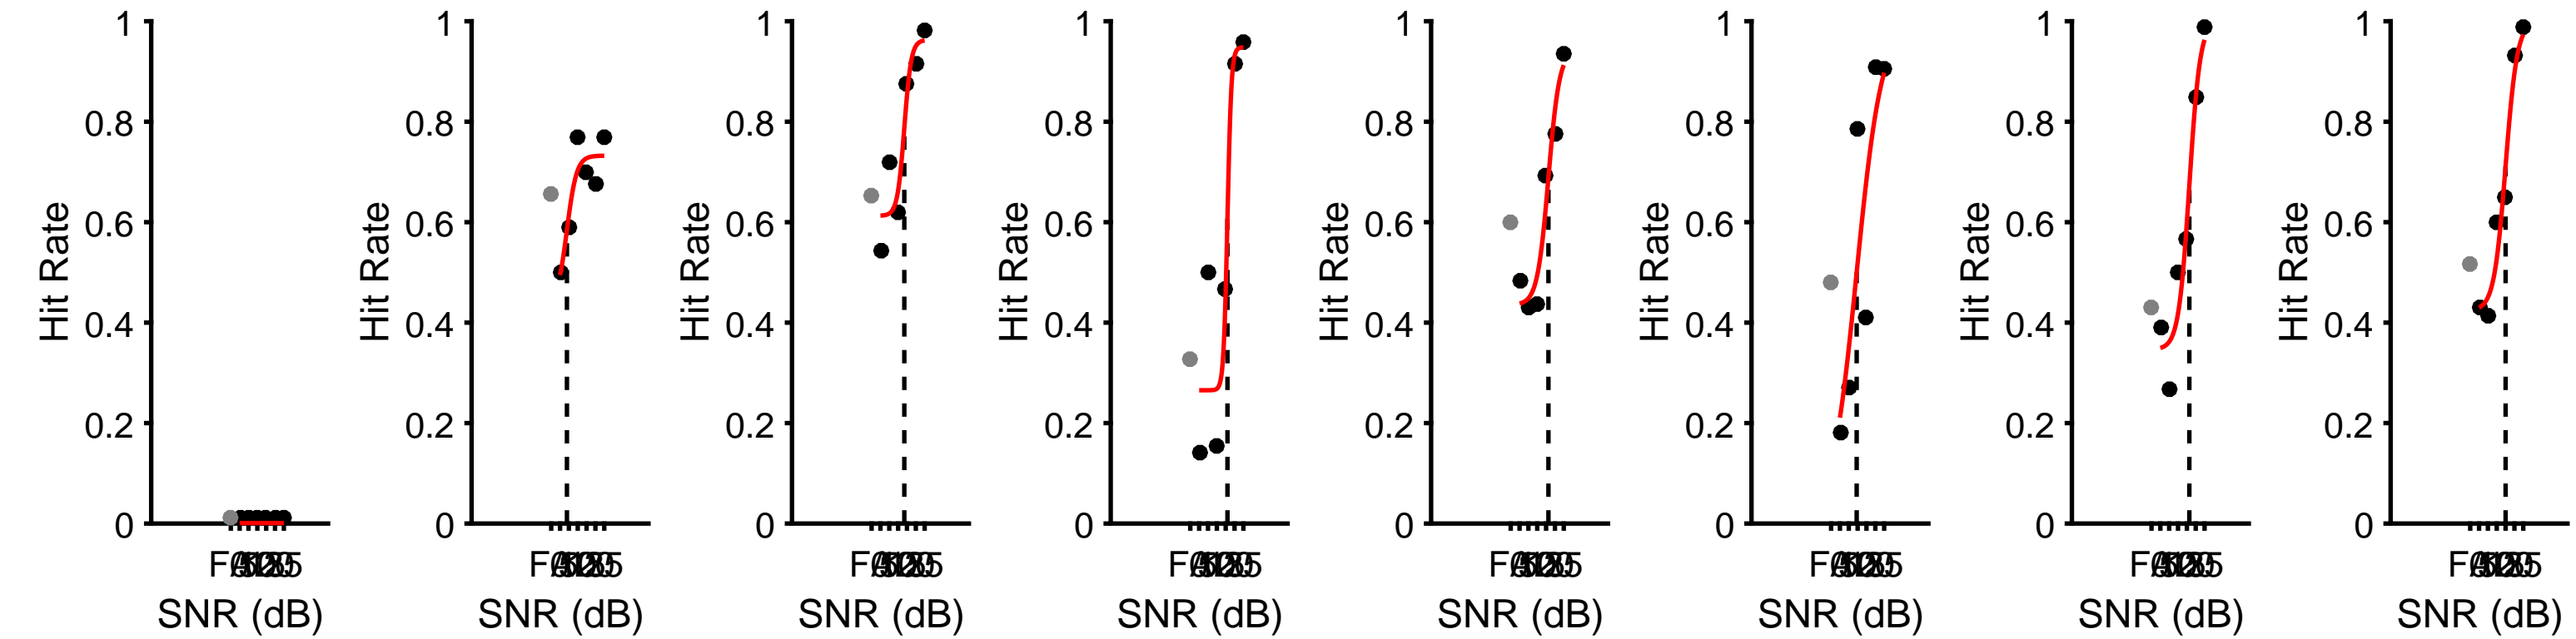 1 1 1 1 1 1 1 1
0.8 0.8 0.8 0.8 0.8 0.8 0.8 0.8
0.6 0.6 0.6 0.6 0.6 0.6 0.6 0.6
Hit Rate Hit Rate Hit Rate Hit Rate Hit Rate Hit Rate Hit Rate Hit Rate
0.4 0.4 0.4 0.4 0.4 0.4 0.4 0.4
0.2 0.2 0.2 0.2 0.2 0.2 0.2 0.2
0 0 0 0 0 0 0 0
SNR (dB) SNR (dB) SNR (dB) SNR (dB) SNR (dB) SNR (dB) SNR (dB) SNR (dB)